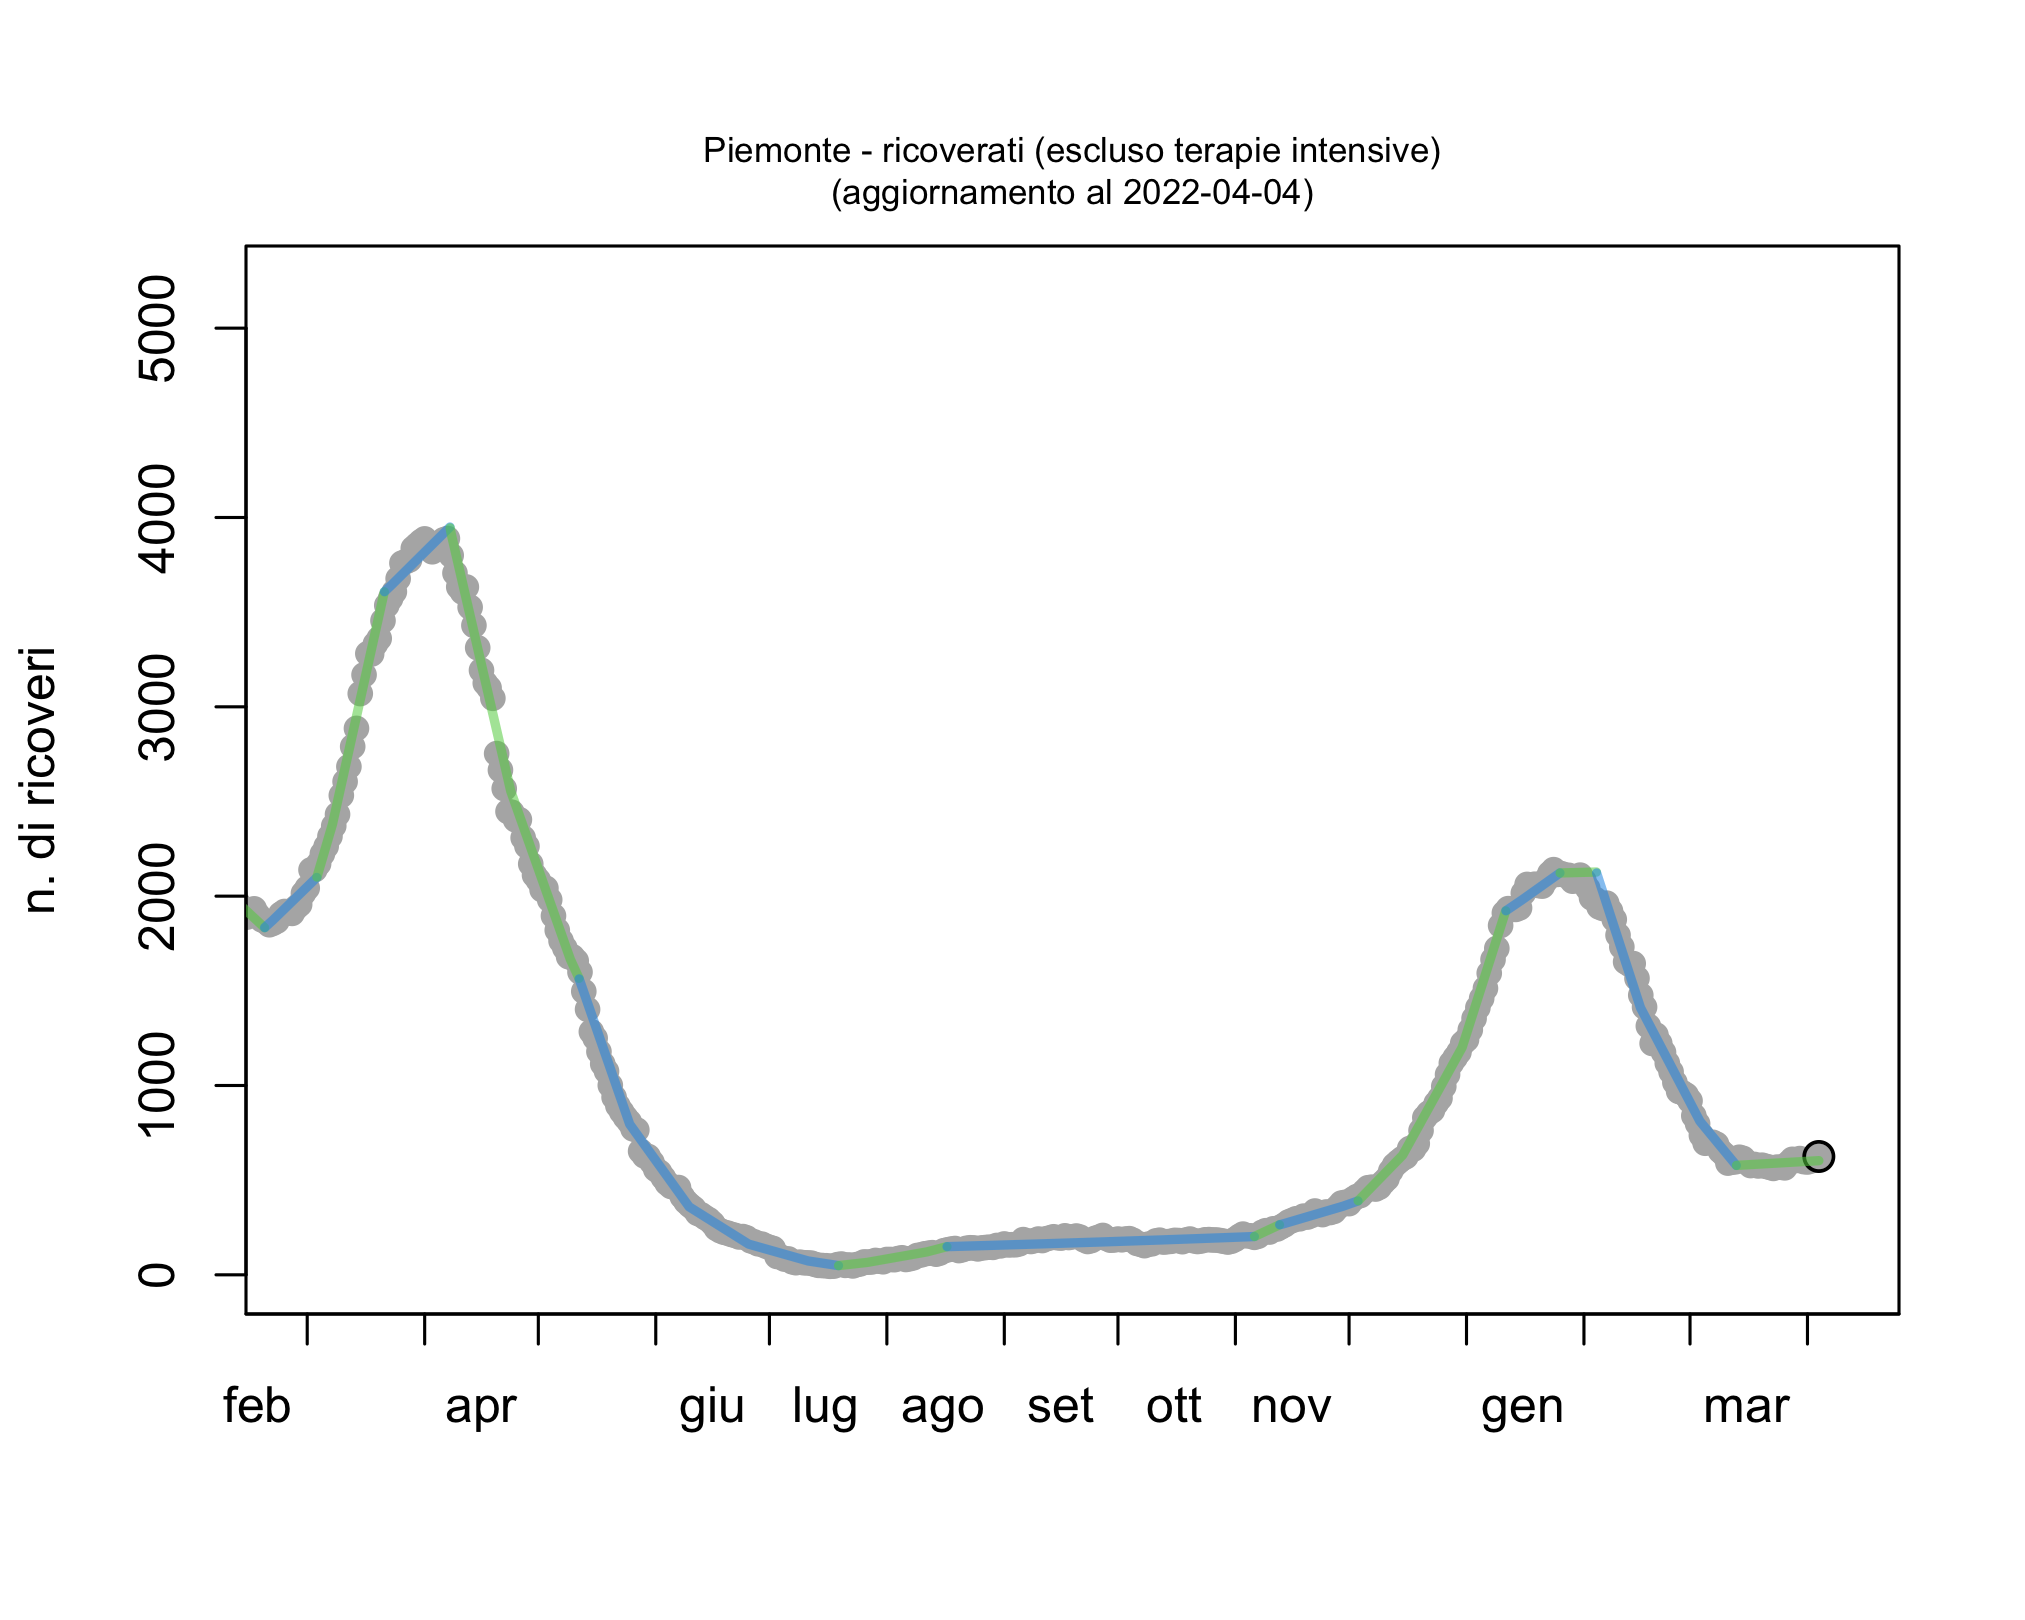 Piemonte - ricoverati (escluso terapie intensive)
(aggiornamento al 2022-04-04)
n. di ricoveri
5000
4000
3000
2000
1000
0
feb apr giu lug ago set ott nov gen mar